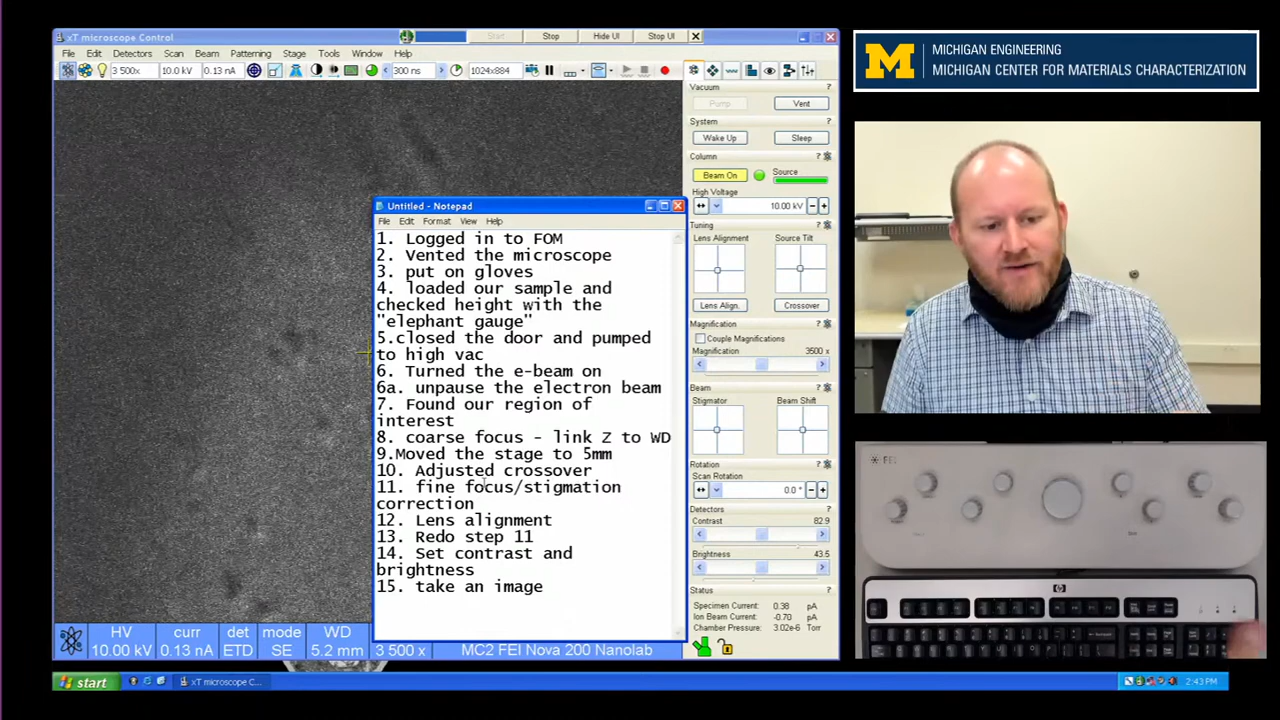 xT microscope Control
Start
Stop
Hide UI
Stop UI
File Edit Detectors Scan Beam Patterning Stage Tools Window Help
3 500x
10.0 kV
0.13 nA
300 ns
1024x884
Vacuum
Pump
Vent
System
Wake Up
Sleep
Column
Beam On
Source
High Voltage
10.00 kV
Tuning
Lens Alignment
Source Tilt
Lens Align.
Crossover
Magnification
Couple Magnifications
Magnification
3500 x
Beam
Stigmator
Beam Shift
Rotation
Scan Rotation
0.0 °
Detectors
Contrast
82.9
Brightness
43.5
Status
Specimen Current: 0.38 pA
Ion Beam Current: -0.70 pA
Chamber Pressure: 3.02e-6 Torr
Untitled - Notepad
File Edit Format View Help
1. Logged in to FOM
2. Vented the microscope
3. put on gloves
4. loaded our sample and
checked height with the
"elephant gauge"
5.closed the door and pumped
to high vac
6. Turned the e-beam on
6a. unpause the electron beam
7. Found our region of
interest
8. coarse focus - link Z to WD
9.Moved the stage to 5mm
10. Adjusted crossover
11. fine focus/stigmation
correction
12. Lens alignment
13. Redo step 11
14. Set contrast and
brightness
15. take an image
HV
10.00 kV
curr
0.13 nA
det
ETD
mode
SE
WD
5.2 mm
3 500 x
MC2 FEI Nova 200 Nanolab
start
xT microscope C...
2:43 PM
M
MICHIGAN ENGINEERING
MICHIGAN CENTER FOR MATERIALS CHARACTERIZATION
FEI
hp